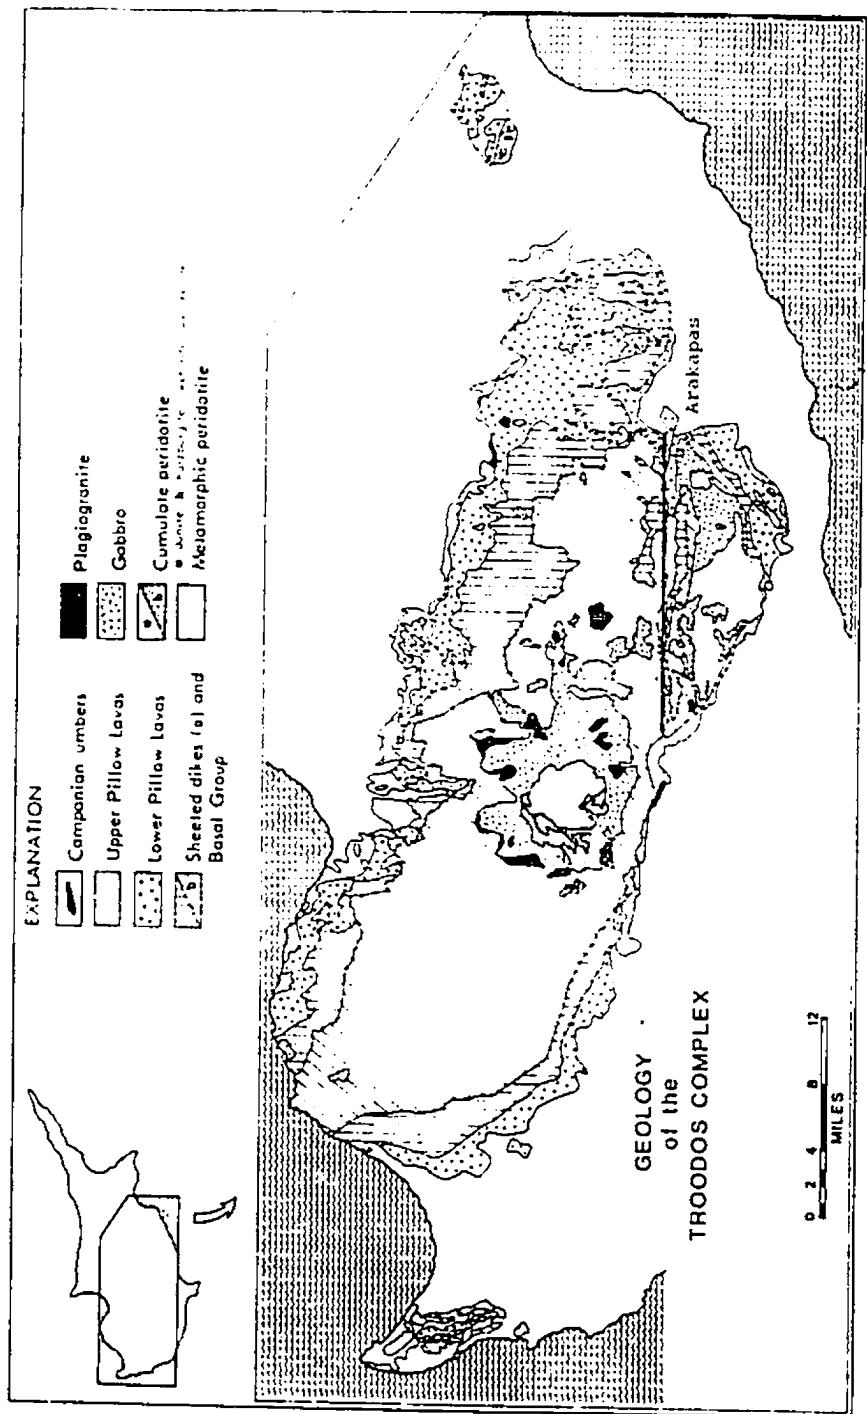 EXPLANATION
Campanian umbers
Upper Pillow Lavas
Lower Pillow Lavas
Sheeted dikes (a) and
b
Basal Group
Plagiogranite
Gabbro
Cumulate peridotite
Metamorphic peridotite
Arakapas
GEOLOGY
of the
TROODOS COMPLEX
0 2 4 8 12
MILES